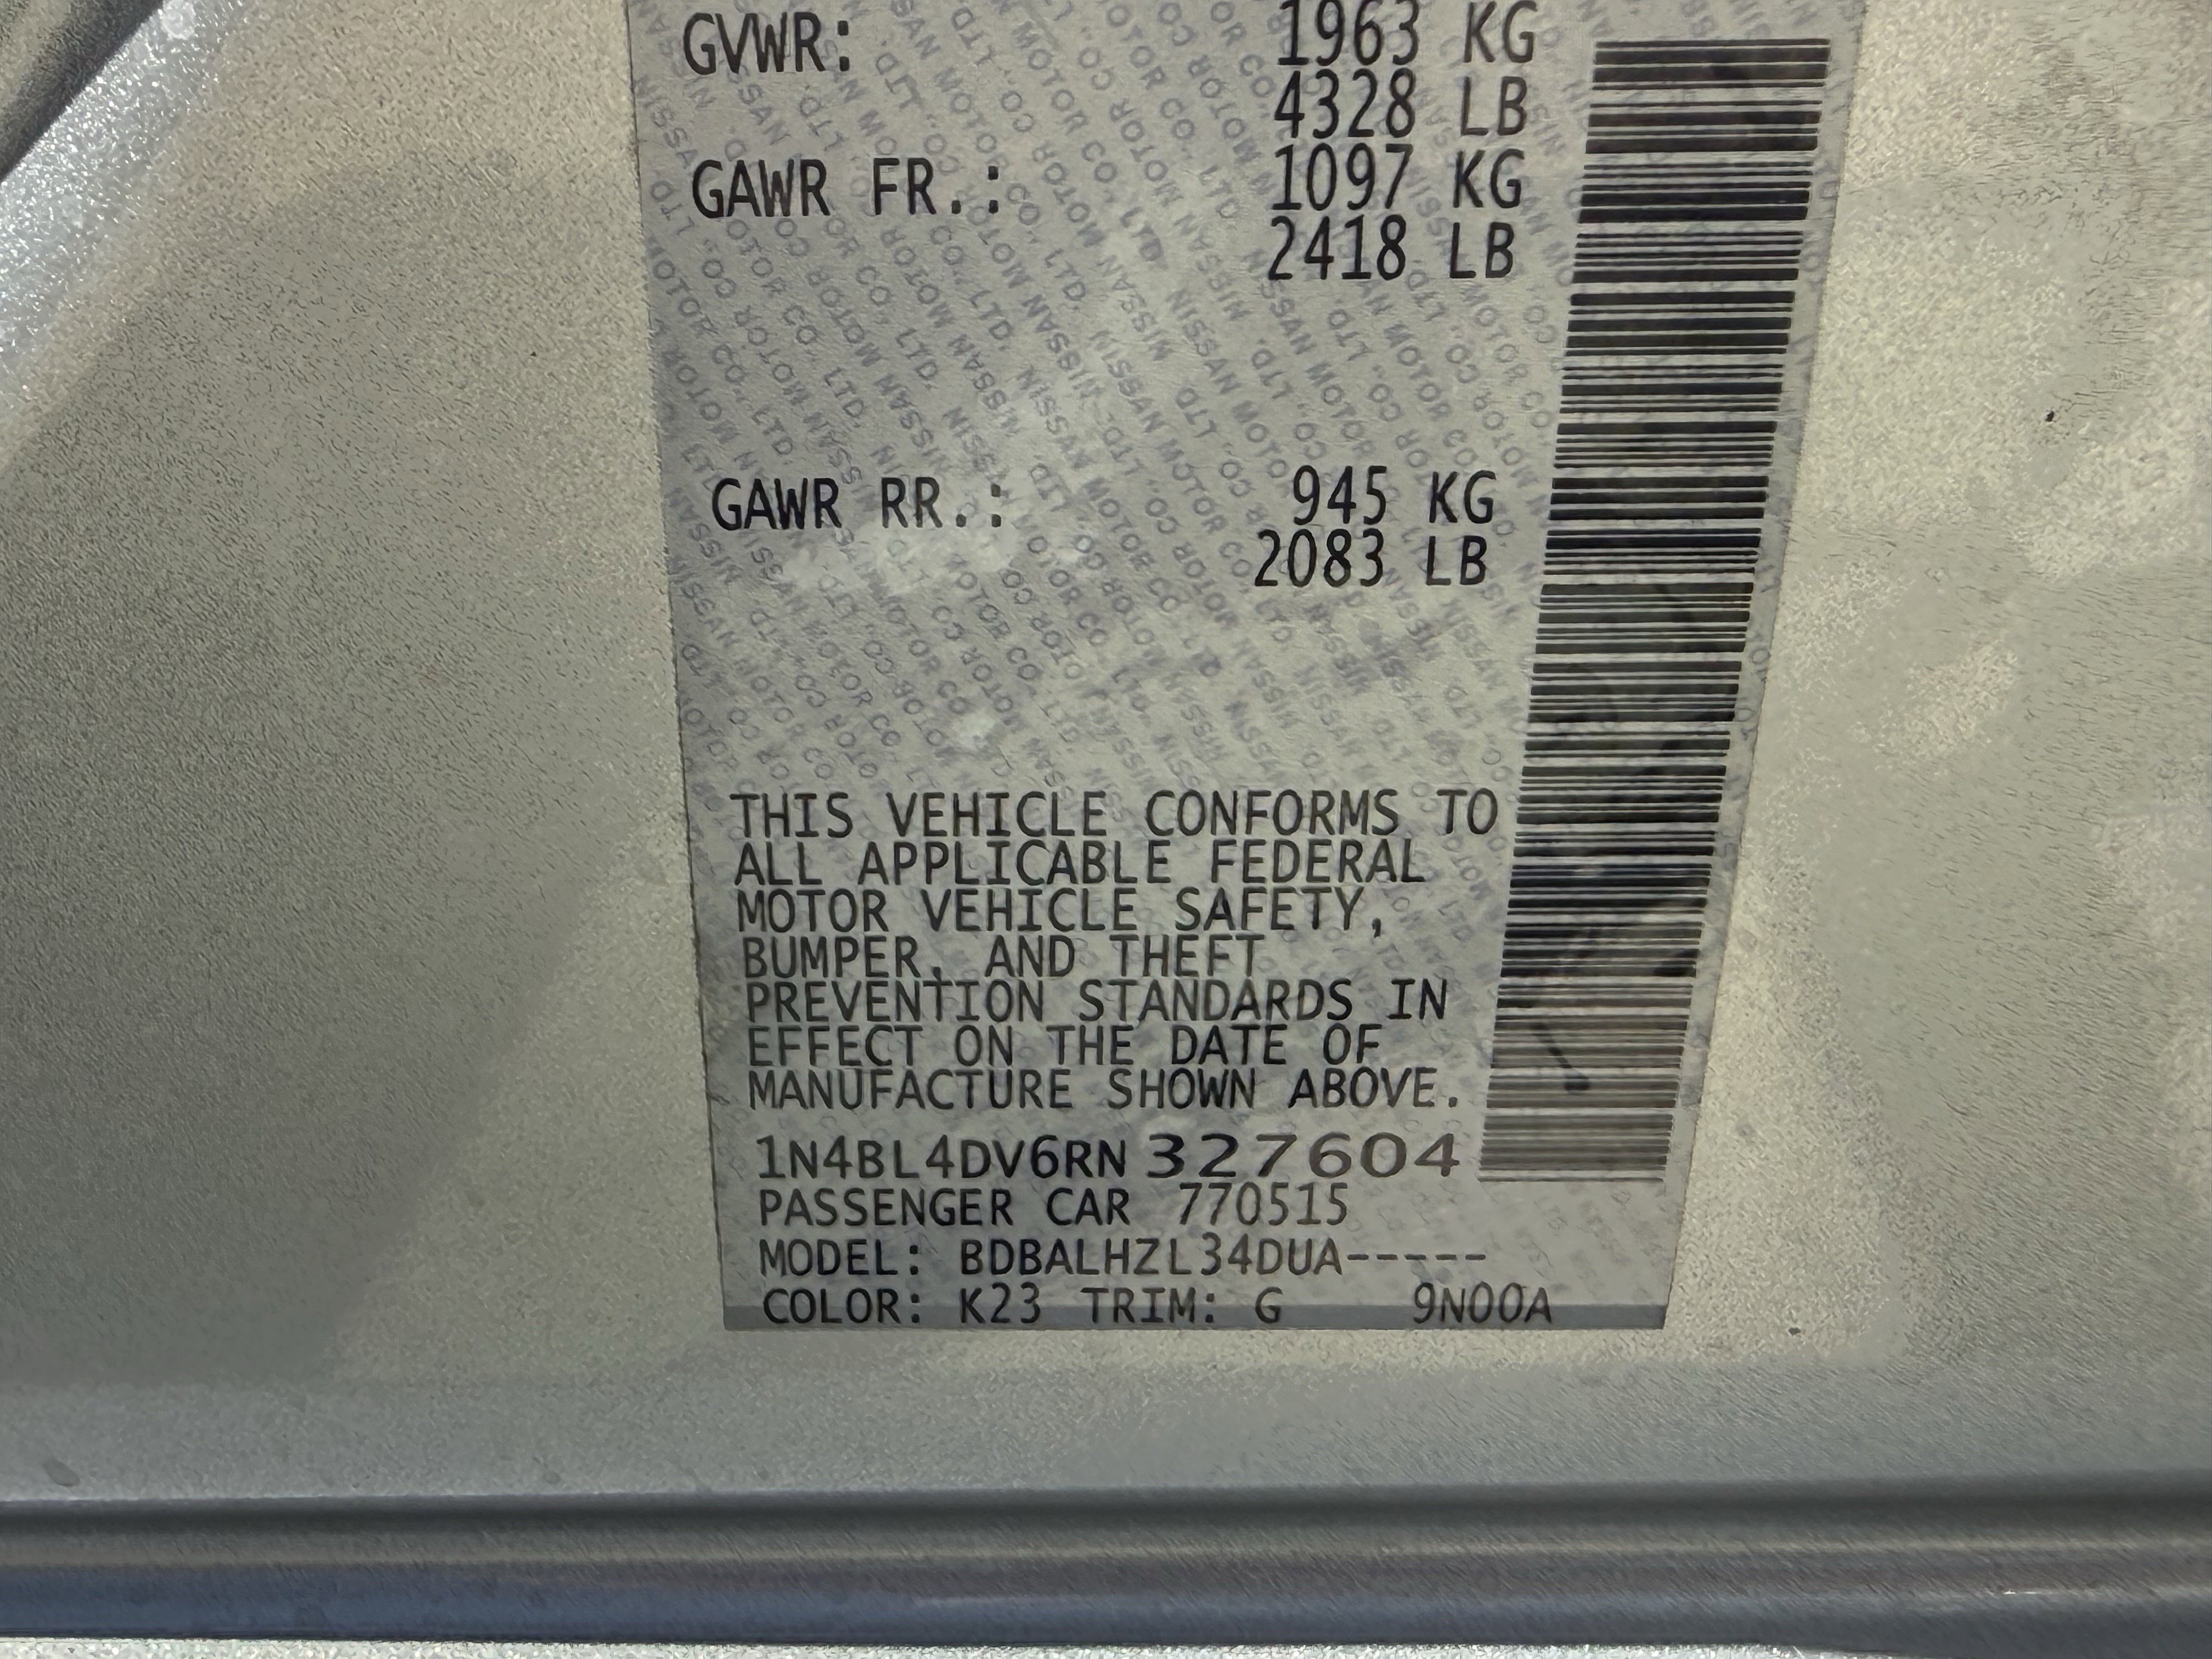 GVWR: 1963 KG
4328 LB
GAWR FR.: 1097 KG
2418 LB
GAWR RR.: 945 KG
2083 LB
THIS VEHICLE CONFORMS TO
ALL APPLICABLE FEDERAL
MOTOR VEHICLE SAFETY,
BUMPER, AND THEFT
PREVENTION STANDARDS IN
EFFECT ON THE DATE OF
MANUFACTURE SHOWN ABOVE.
1N4BL4DV6RN 327604
PASSENGER CAR 770515
MODEL: BDBALHZL34DUA-----
COLOR: K23 TRIM: G 9N00A